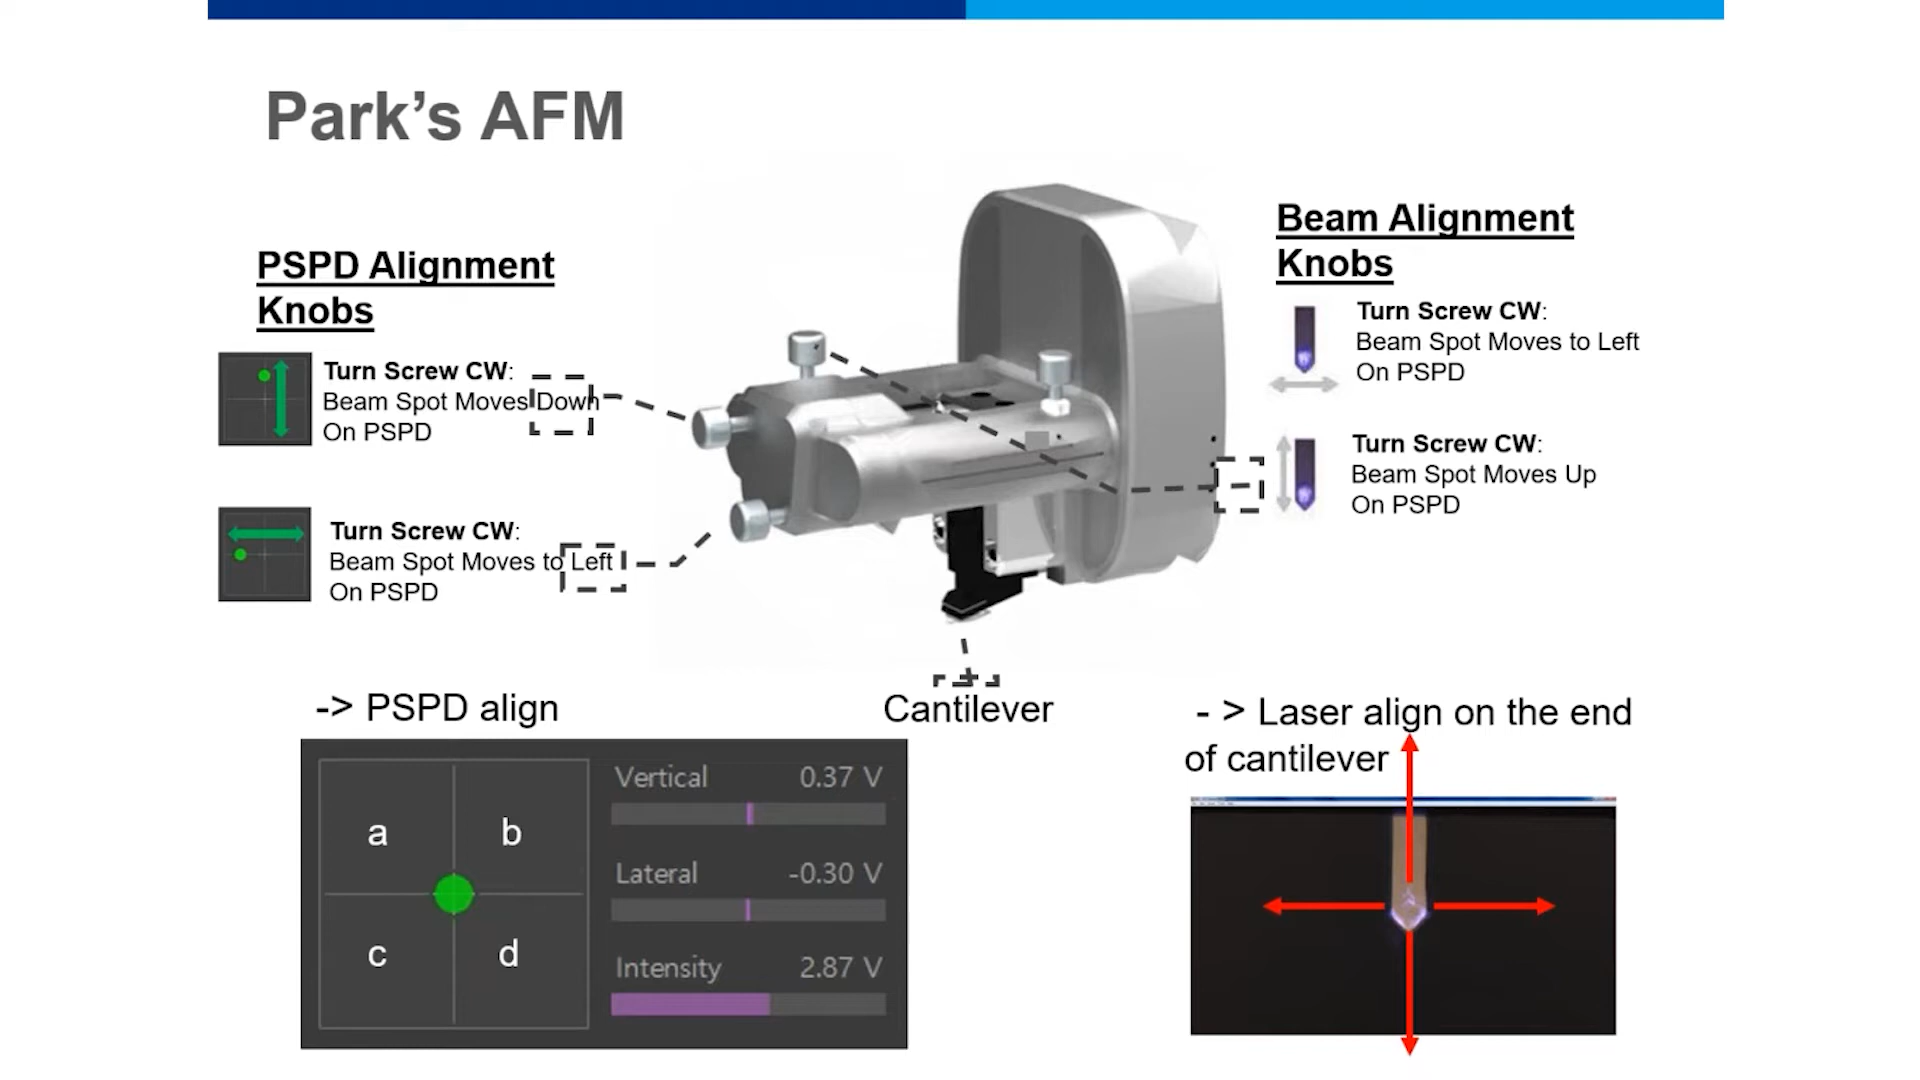 Park's AFM
PSPD Alignment
Knobs
Turn Screw CW:
Beam Spot Moves Down
On PSPD
Turn Screw CW:
Beam Spot Moves to Left
On PSPD
Beam Alignment
Knobs
Turn Screw CW:
Beam Spot Moves to Left
On PSPD
Turn Screw CW:
Beam Spot Moves Up
On PSPD
-> PSPD align
Cantilever
- > Laser align on the end
of cantilever
a b
c d
Vertical 0.37 V
Lateral -0.30 V
Intensity 2.87 V